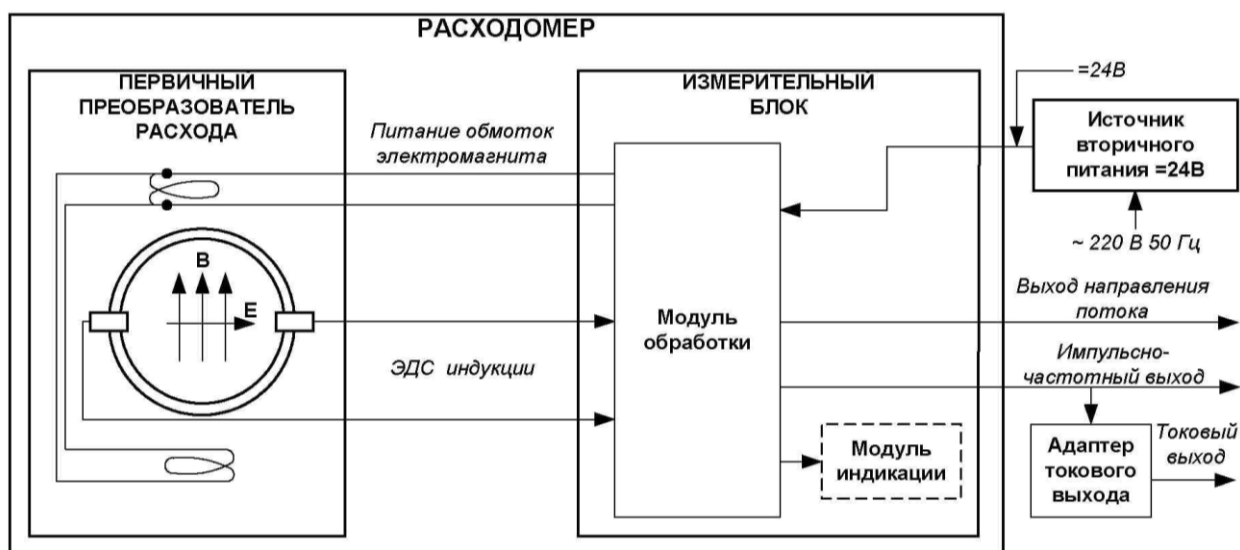 РАСХОДОМЕР
ПЕРВИЧНЫЙ
ПРЕОБРАЗОВАТЕЛЬ
РАСХОДА
Питание обмоток
электромагнита
B
E
ЭДС индукции
ИЗМЕРИТЕЛЬНЫЙ
БЛОК
Модуль
обработки
Модуль
индикации
=24В
Источник
вторичного
питания =24В
~ 220 В 50 Гц
Выход направления
потока
Импульсно-
частотный выход
Адаптер
токового
выхода
Токовый
выход